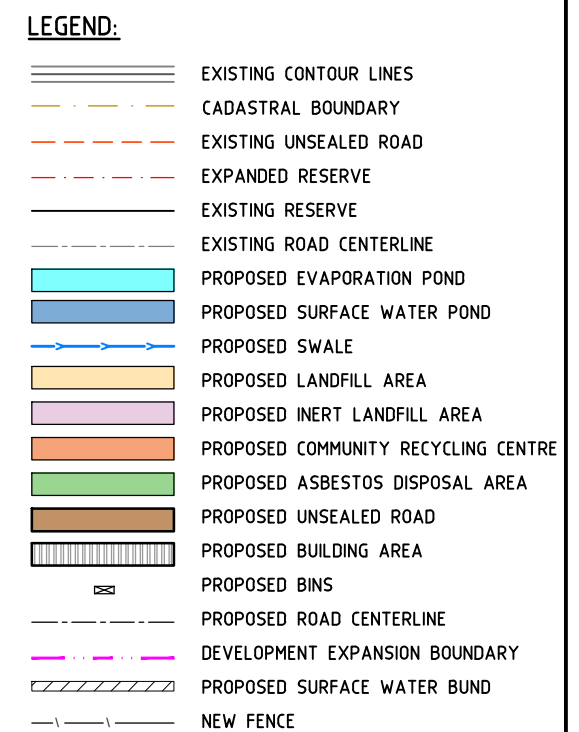 LEGEND:
EXISTING CONTOUR LINES
CADASTRAL BOUNDARY
EXISTING UNSEALED ROAD
EXPANDED RESERVE
EXISTING RESERVE
EXISTING ROAD CENTERLINE
PROPOSED EVAPORATION POND
PROPOSED SURFACE WATER POND
PROPOSED SWALE
PROPOSED LANDFILL AREA
PROPOSED INERT LANDFILL AREA
PROPOSED COMMUNITY RECYCLING CENTRE
PROPOSED ASBESTOS DISPOSAL AREA
PROPOSED UNSEALED ROAD
PROPOSED BUILDING AREA
PROPOSED BINS
PROPOSED ROAD CENTERLINE
DEVELOPMENT EXPANSION BOUNDARY
PROPOSED SURFACE WATER BUND
NEW FENCE